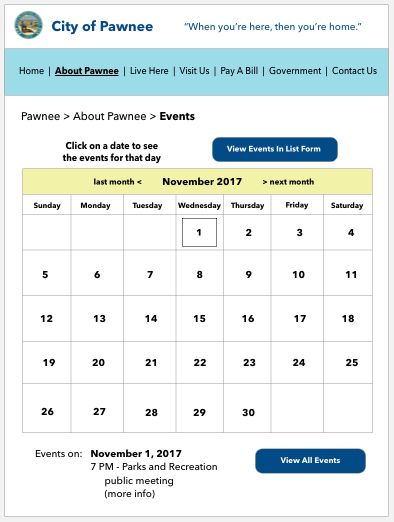 City of Pawnee
“When you're here, then you're home.”
Home | About Pawnee | Live Here | Visit Us | Pay A Bill | Government | Contact Us
Pawnee > About Pawnee > Events
Click on a date to see
the events for that day
View Events In List Form
last month < November 2017 > next month
Sunday Monday Tuesday Wednesday Thursday Friday Saturday
1 2 3 4
5 6 7 8 9 10 11
12 13 14 15 16 17 18
19 20 21 22 23 24 25
26 27 28 29 30
Events on: November 1, 2017
7 PM - Parks and Recreation
public meeting
(more info)
View All Events